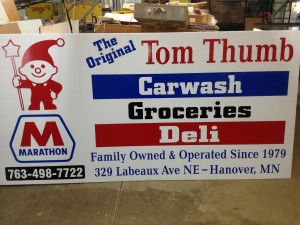 The Original
Tom Thumb
Carwash
Groceries
Deli
M
MARATHON
763-498-7722
Family Owned & Operated Since 1979
329 Labeaux Ave NE - Hanover, MN